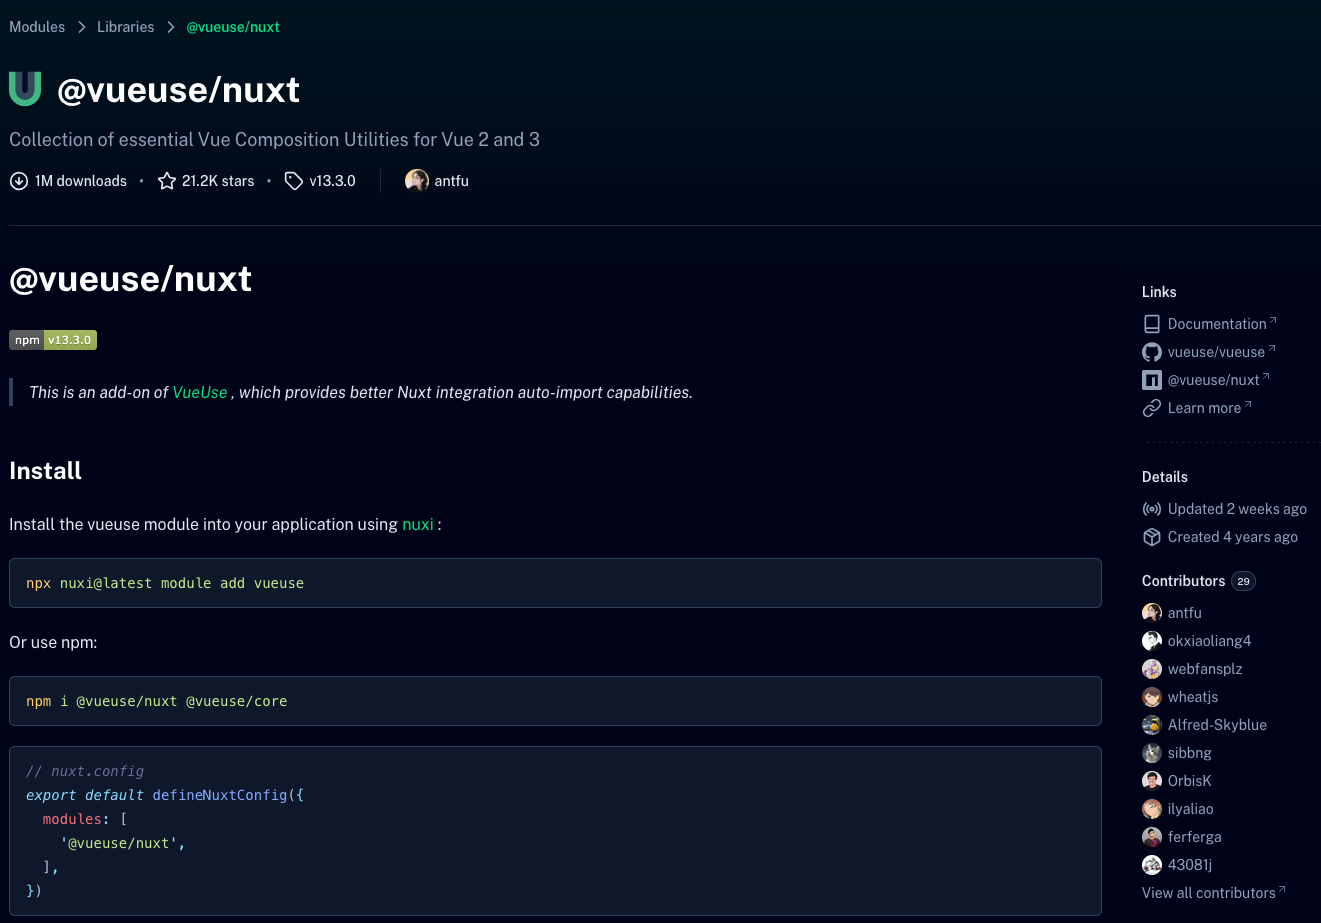 Modules > Libraries > @vueuse/nuxt
@vueuse/nuxt
Collection of essential Vue Composition Utilities for Vue 2 and 3
1M downloads • 21.2K stars • v13.3.0 antfu
@vueuse/nuxt
npm v13.3.0
This is an add-on of VueUse , which provides better Nuxt integration auto-import capabilities.
Install
Install the vueuse module into your application using nuxi :
npx nuxi@latest module add vueuse
Or use npm:
npm i @vueuse/nuxt @vueuse/core
// nuxt.config
export default defineNuxtConfig({
  modules: [
    '@vueuse/nuxt',
  ],
})
Links
Documentation
vueuse/vueuse
@vueuse/nuxt
Learn more
Details
Updated 2 weeks ago
Created 4 years ago
Contributors 29
antfu
okxiaoliang4
webfansplz
wheatjs
Alfred-Skyblue
sibbng
OrbisK
ilyaliao
ferferga
43081j
View all contributors